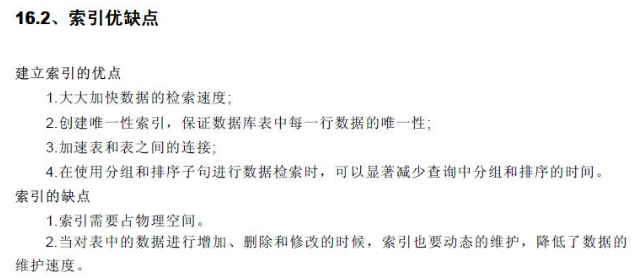 16.2、索引优缺点
建立索引的优点
1.大大加快数据的检索速度;
2.创建唯一性索引，保证数据库表中每一行数据的唯一性;
3.加速表和表之间的连接;
4.在使用分组和排序子句进行数据检索时，可以显著减少查询中分组和排序的时间。
索引的缺点
1.索引需要占物理空间。
2.当对表中的数据进行增加、删除和修改的时候，索引也要动态的维护，降低了数据的
维护速度。